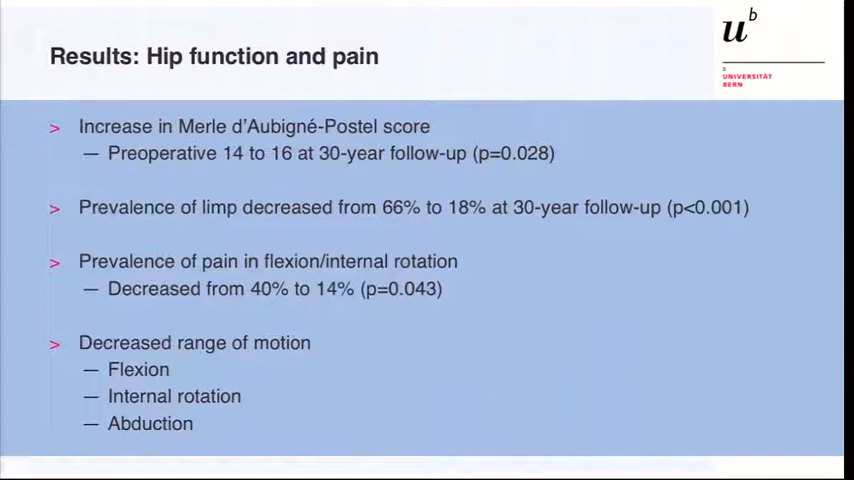 Results: Hip function and pain
u^b
b
UNIVERSITÄT
BERN
> Increase in Merle d'Aubigné-Postel score
— Preoperative 14 to 16 at 30-year follow-up (p=0.028)
> Prevalence of limp decreased from 66% to 18% at 30-year follow-up (p<0.001)
> Prevalence of pain in flexion/internal rotation
— Decreased from 40% to 14% (p=0.043)
> Decreased range of motion
— Flexion
— Internal rotation
— Abduction